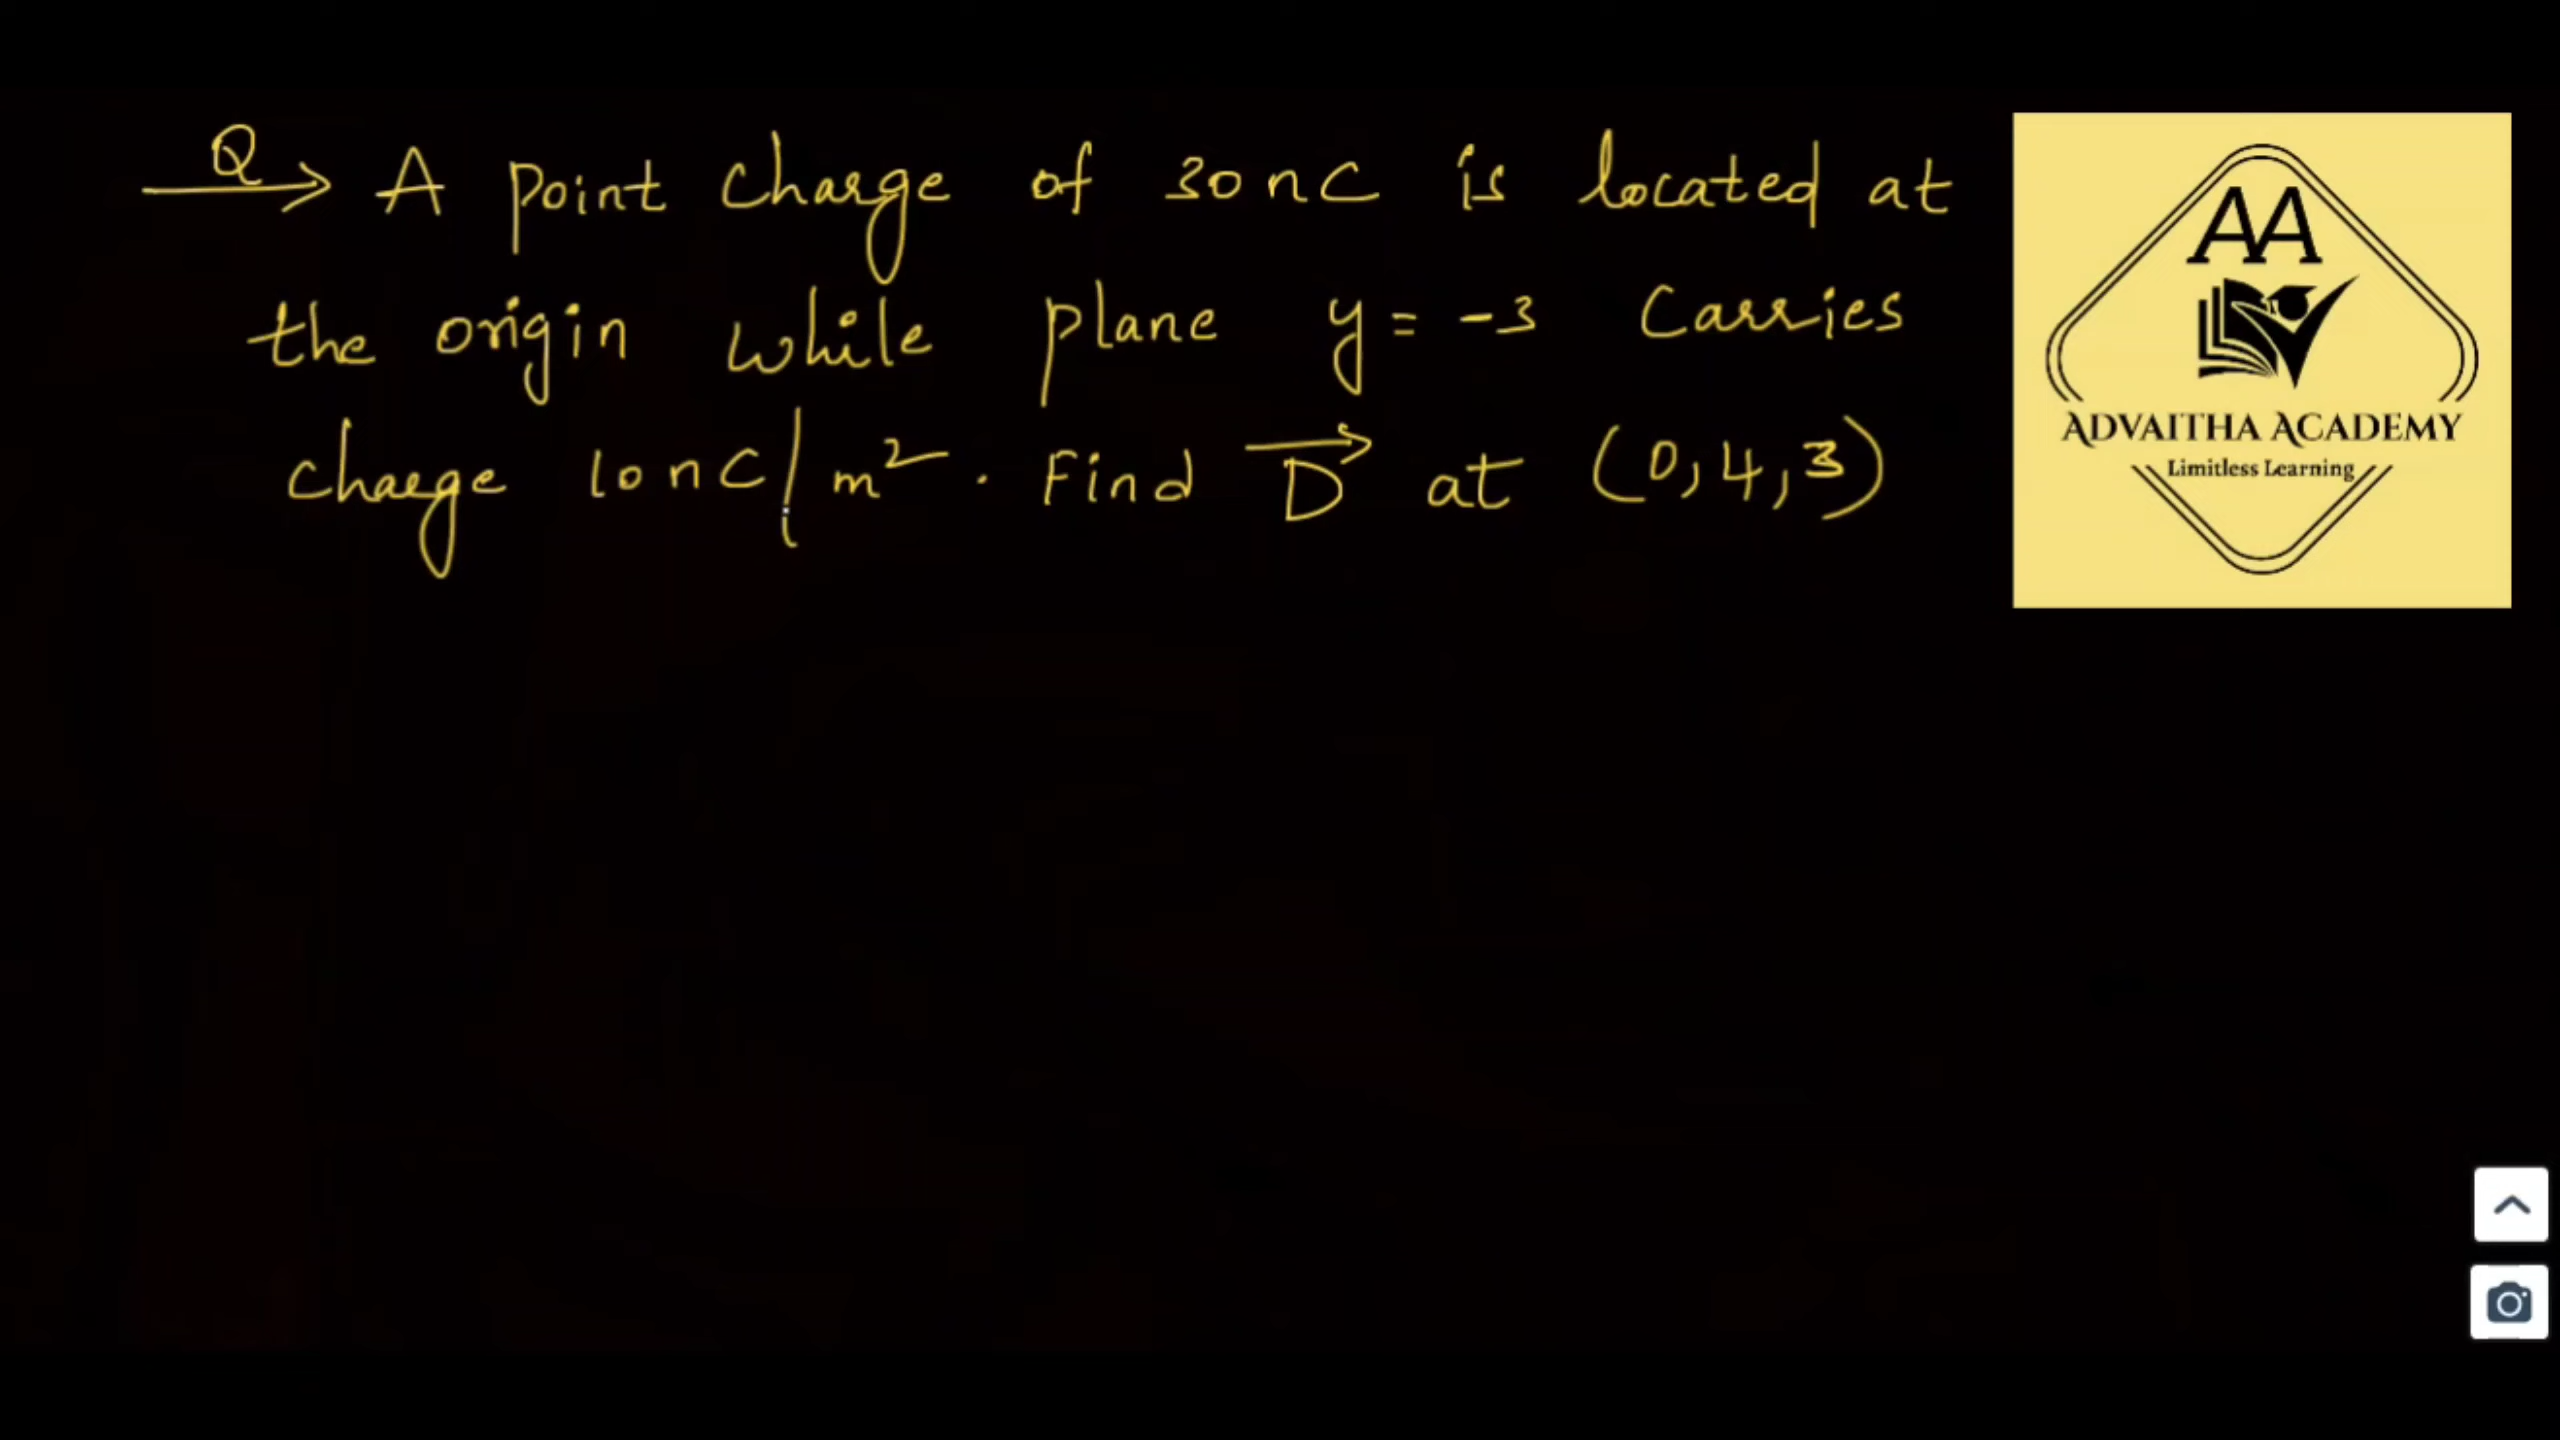 Q A point charge of 30nC is located at
the origin while plane y = -3 carries
charge 10nC/m². Find D⃗ at (0,4,3)
AA
ADVAITHA ACADEMY
Limitless Learning